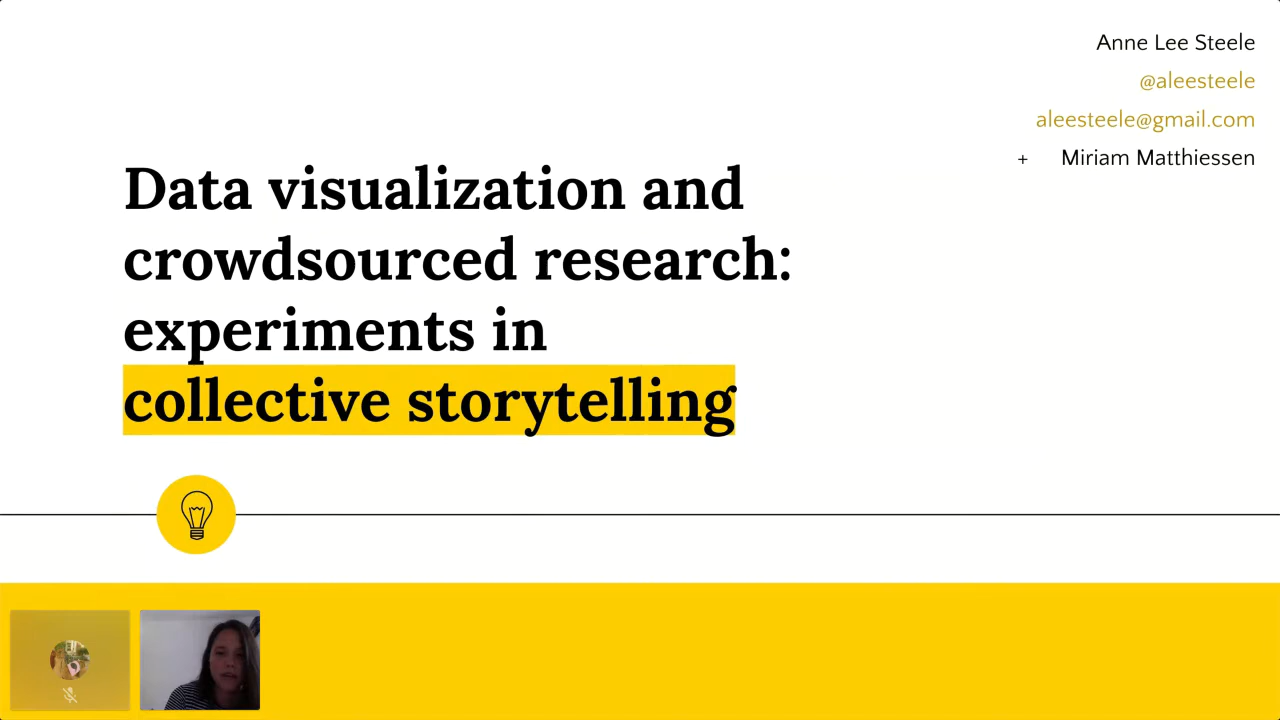 Anne Lee Steele
@aleesteele
aleesteele@gmail.com
+ Miriam Matthiessen
Data visualization and
crowdsourced research:
experiments in
collective storytelling